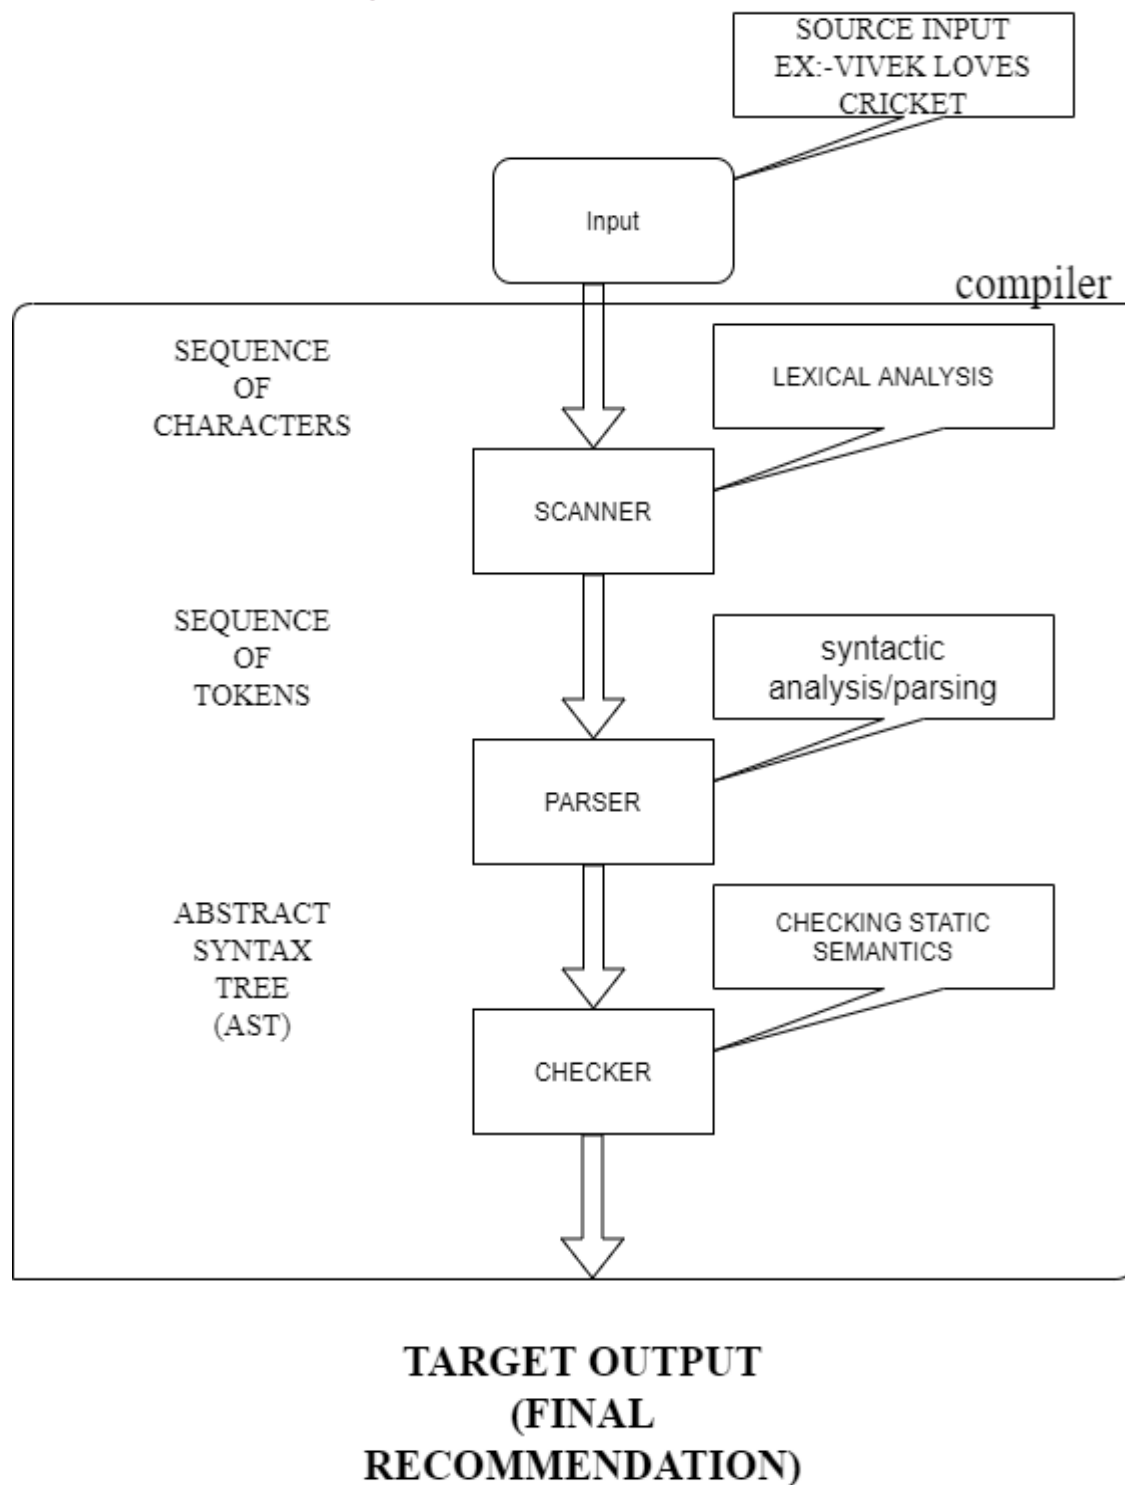 SOURCE INPUT
EX:-VIVEK LOVES
CRICKET
Input
compiler
SEQUENCE
OF
CHARACTERS
LEXICAL ANALYSIS
SCANNER
SEQUENCE
OF
TOKENS
syntactic
analysis/parsing
PARSER
ABSTRACT
SYNTAX
TREE
(AST)
CHECKING STATIC
SEMANTICS
CHECKER
TARGET OUTPUT
(FINAL
RECOMMENDATION)